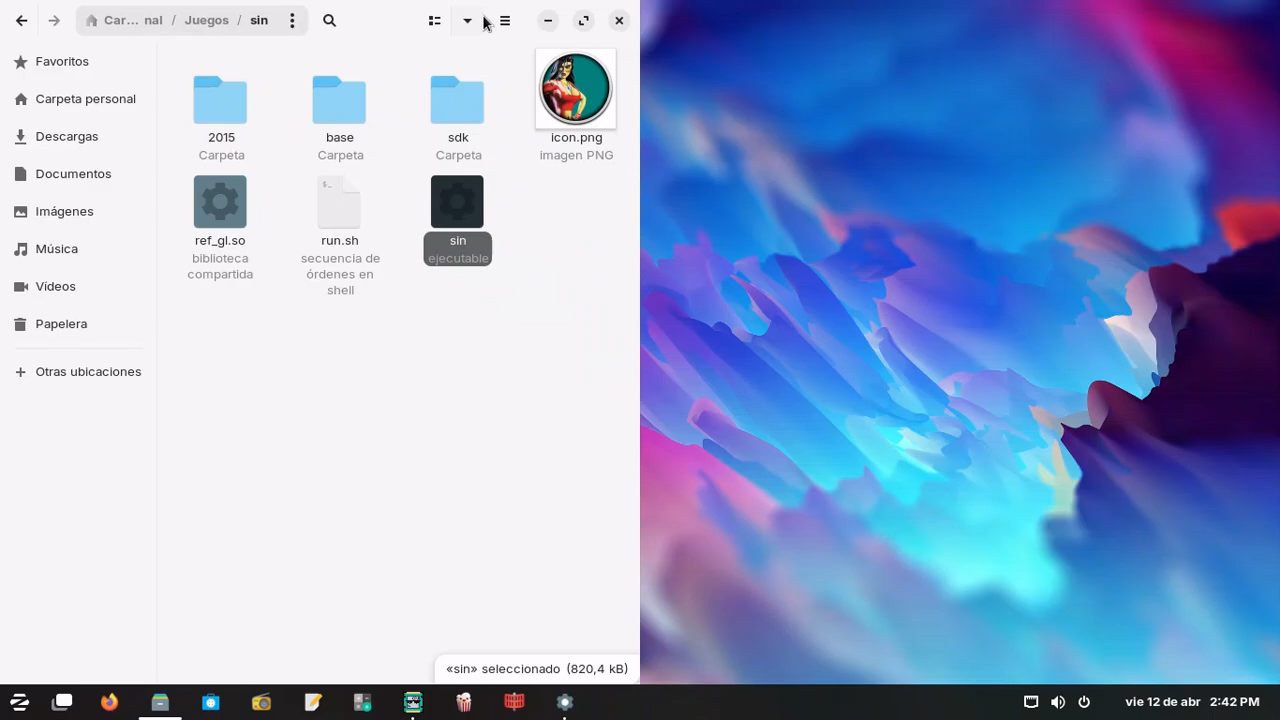 Car… nal / Juegos / sin
Favoritos
Carpeta personal
Descargas
Documentos
Imágenes
Música
Vídeos
Papelera
Otras ubicaciones
2015
Carpeta
base
Carpeta
sdk
Carpeta
icon.png
imagen PNG
ref_gl.so
biblioteca
compartida
run.sh
secuencia de
órdenes en
shell
sin
ejecutable
«sin» seleccionado (820,4 kB)
vie 12 de abr 2:42 PM